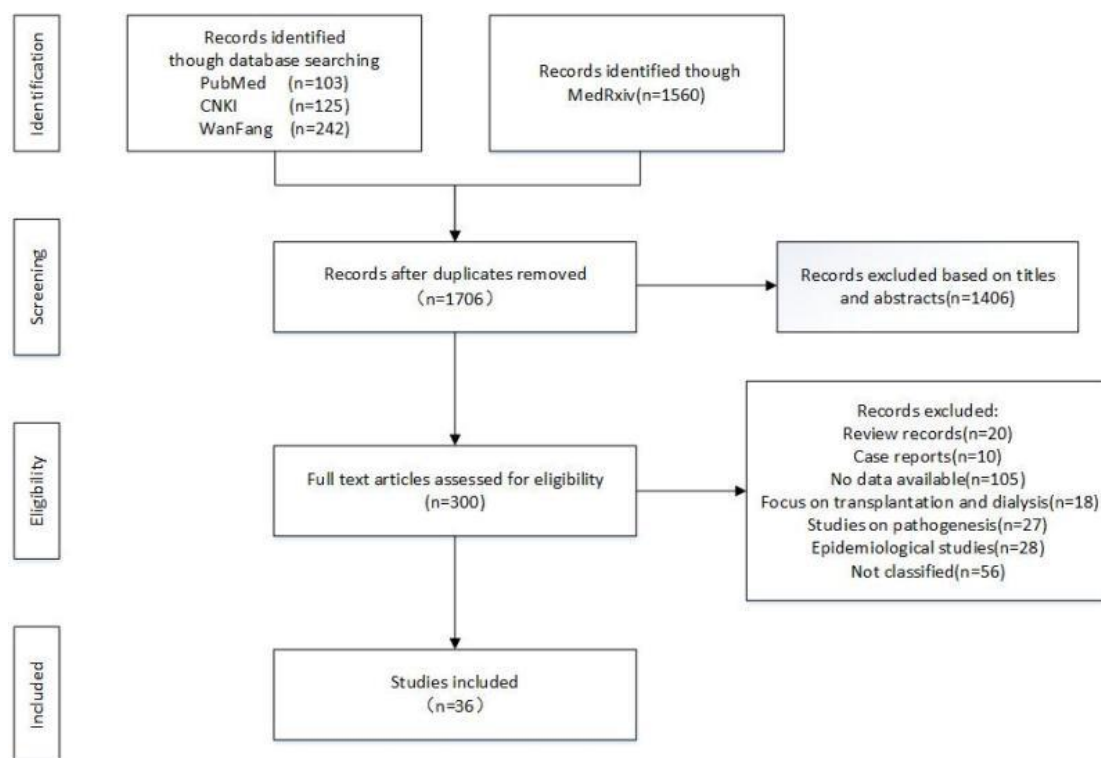 Identification
Records identified
though database searching
PubMed (n=103)
CNKI (n=125)
WanFang (n=242)
Records identified though
MedRxiv(n=1560)
Screening
Records after duplicates removed
（n=1706）
Records excluded based on titles
and abstracts(n=1406)
Eligibility
Full text articles assessed for eligibility
(n=300)
Records excluded:
Review records(n=20)
Case reports(n=10)
No data available(n=105)
Focus on transplantation and dialysis(n=18)
Studies on pathogenesis(n=27)
Epidemiological studies(n=28)
Not classified(n=56)
Included
Studies included
（n=36）